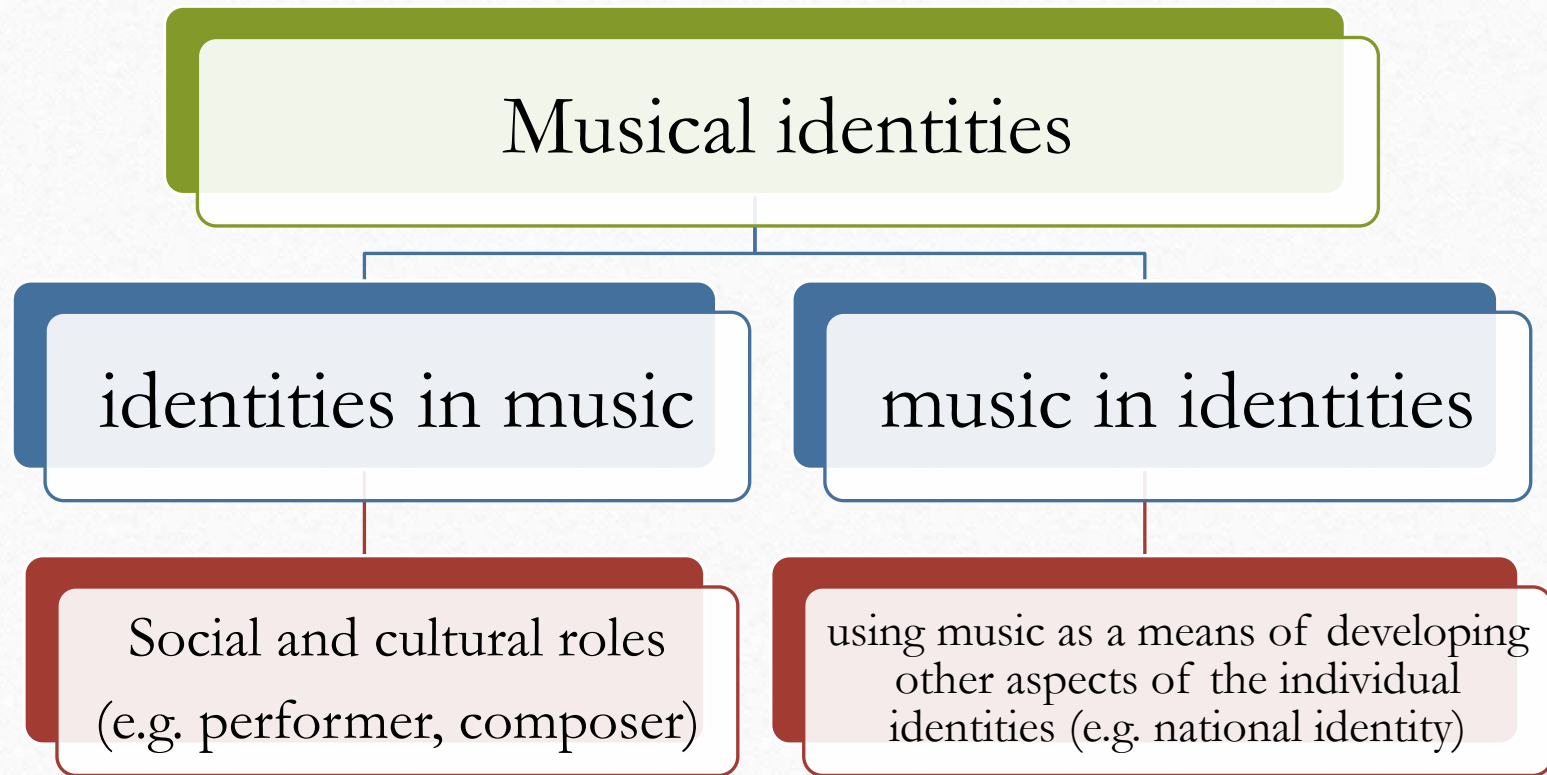 Musical identities
identities in music
music in identities
Social and cultural roles
(e.g. performer, composer)
using music as a means of developing
other aspects of the individual
identities (e.g. national identity)